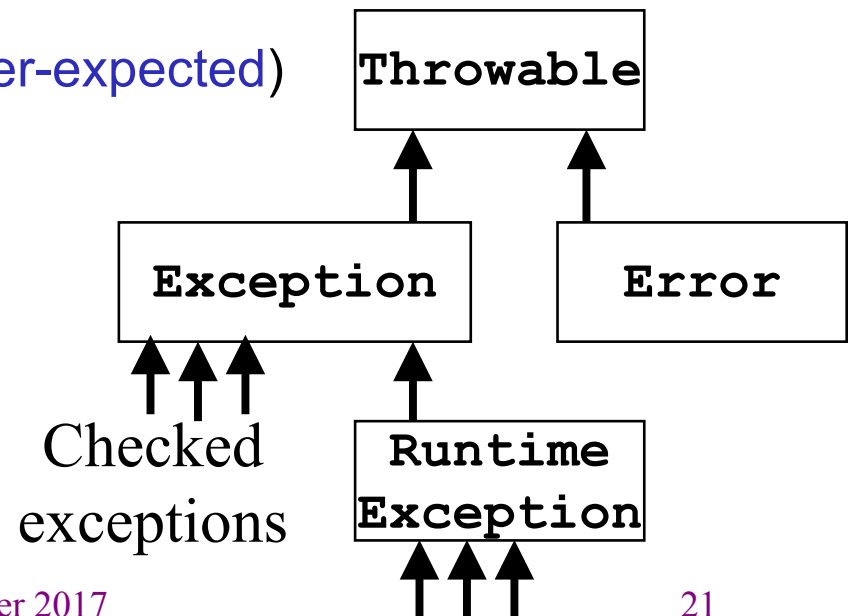 er-expected)
Throwable
Exception
Error
Checked
exceptions
Runtime
Exception
er 2017
21